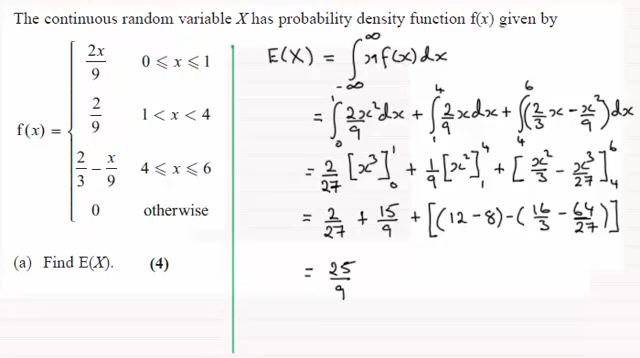 The continuous random variable X has probability density function f(x) given by
f(x) = { 2x/9    0 ⩽ x ⩽ 1
2/9    1 < x < 4
2/3 − x/9    4 ⩽ x ⩽ 6
0    otherwise
(a) Find E(X). (4)
E(X) = ∫_{-∞}^{∞} x f(x) dx
= ∫_0^1 2x²/9 dx + ∫_1^4 2/9 x dx + ∫_4^6 (2/3 x − x²/9) dx
= 2/27 [x³]_0^1 + 1/9 [x²]_1^4 + [x²/3 − x³/27]_4^6
= 2/27 + 15/9 + [(12 − 8) − (16/3 − 64/27)]
= 25/9